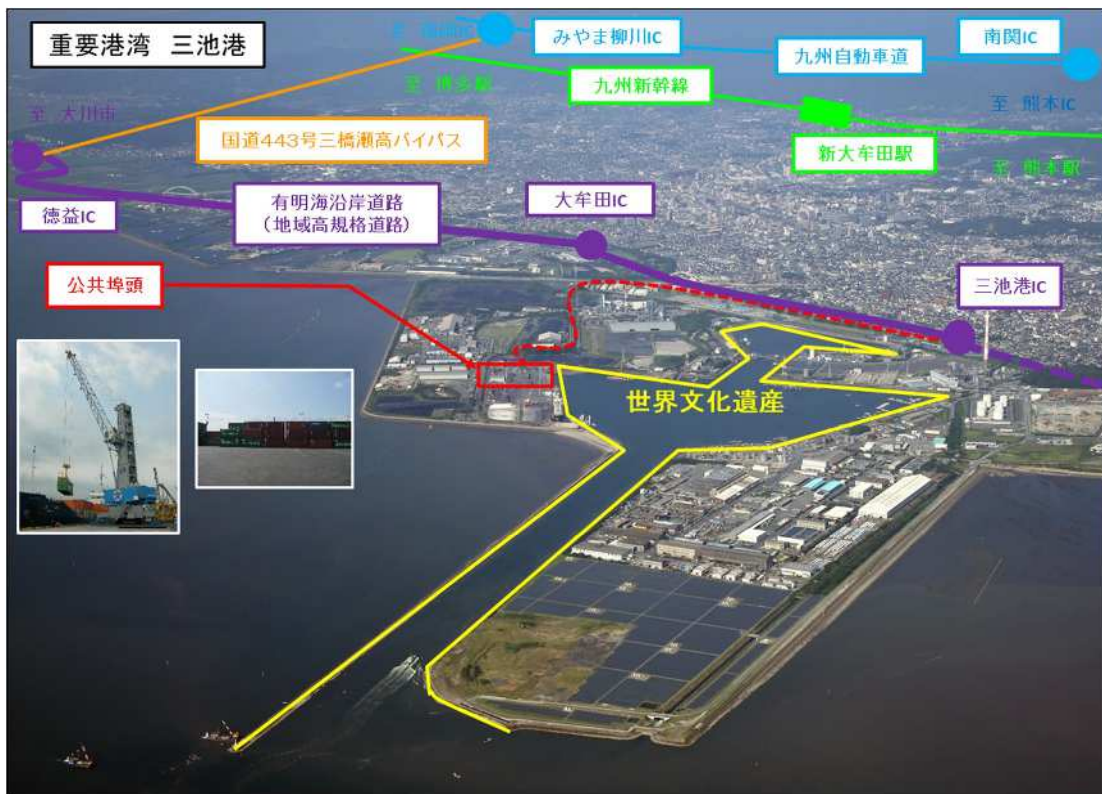 重要港湾 三池港
みやま柳川IC
九州自動車道
南関IC
九州新幹線
至 博多駅
至 熊本IC
至 大川市
国道443号三橋瀬高バイパス
新大牟田駅
至 熊本駅
徳益IC
有明海沿岸道路
(地域高規格道路)
大牟田IC
公共埠頭
三池港IC
世界文化遺産